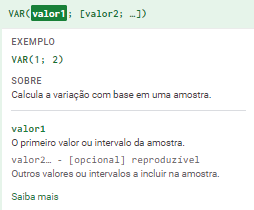 VAR(valor1; [valor2; …])
EXEMPLO
VAR(1; 2)
SOBRE
Calcula a variação com base em uma amostra.
valor1
O primeiro valor ou intervalo da amostra.
valor2… - [opcional] reproduzível
Outros valores ou intervalos a incluir na amostra.
Saiba mais